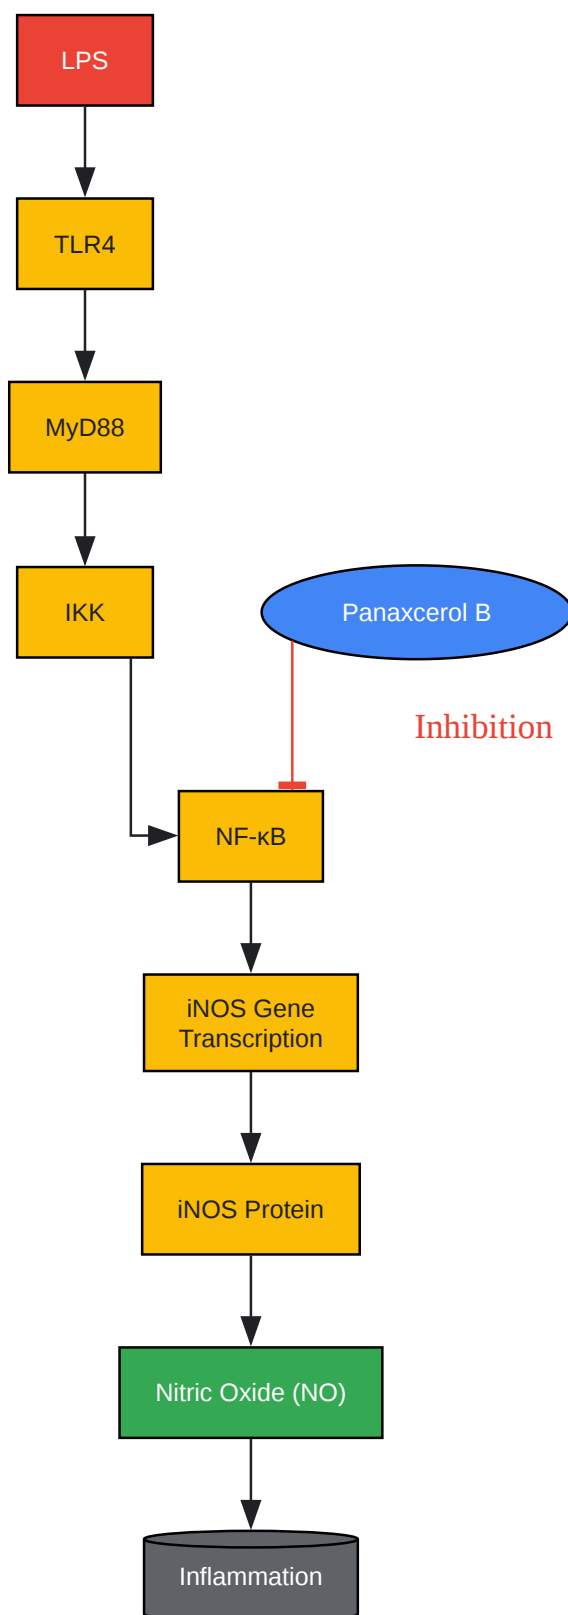 LPS
TLR4
MyD88
IKK
Panaxcerol B
Inhibition
NF-κB
iNOS Gene
Transcription
iNOS Protein
Nitric Oxide (NO)
Inflammation